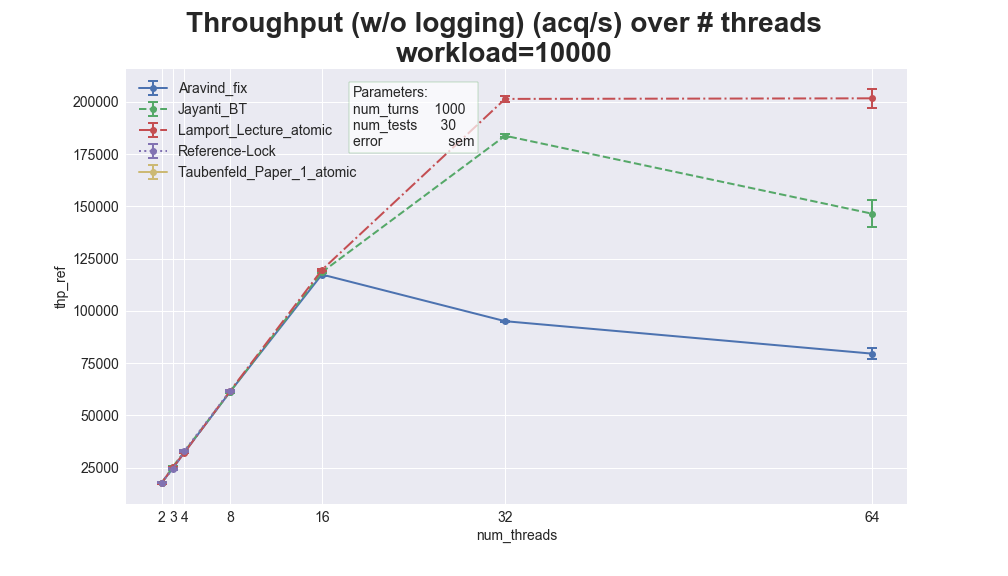 Throughput (w/o logging) (acq/s) over # threads
workload=10000
Aravind_fix
Jayanti_BT
Lamport_Lecture_atomic
Reference-Lock
Taubenfeld_Paper_1_atomic
Parameters:
num_turns 1000
num_tests 30
error sem
200000
175000
150000
125000
100000
75000
50000
25000
thp_ref
2 3 4 8 16 32 64
num_threads